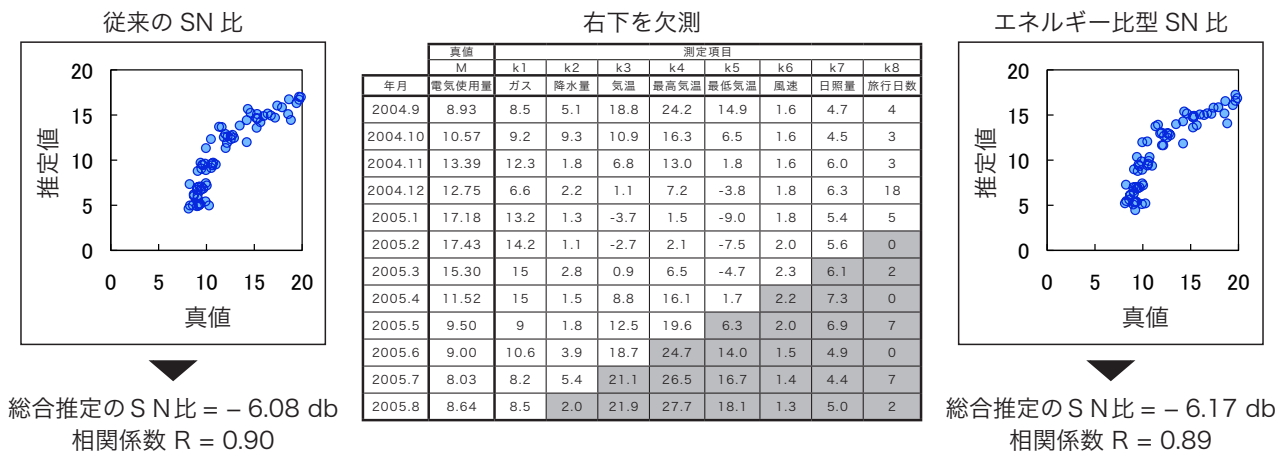 従来の SN 比
推定値
20
15
10
5
0
0 5 10 15 20
真値
総合推定のＳＮ比 = − 6.08 db
相関係数 R = 0.90
右下を欠測
真値 測定項目
M k1 k2 k3 k4 k5 k6 k7 k8
年月 電気使用量 ガス 降水量 気温 最高気温 最低気温 風速 日照量 旅行日数
2004.9 8.93 8.5 5.1 18.8 24.2 14.9 1.6 4.7 4
2004.10 10.57 9.2 9.3 10.9 16.3 6.5 1.6 4.5 3
2004.11 13.39 12.3 1.8 6.8 13.0 1.8 1.6 6.0 3
2004.12 12.75 6.6 2.2 1.1 7.2 -3.8 1.8 6.3 18
2005.1 17.18 13.2 1.3 -3.7 1.5 -9.0 1.8 5.4 5
2005.2 17.43 14.2 1.1 -2.7 2.1 -7.5 2.0 5.6 0
2005.3 15.30 15 2.8 0.9 6.5 -4.7 2.3 6.1 2
2005.4 11.52 15 1.5 8.8 16.1 1.7 2.2 7.3 0
2005.5 9.50 9 1.8 12.5 19.6 6.3 2.0 6.9 7
2005.6 9.00 10.6 3.9 18.7 24.7 14.0 1.5 4.9 0
2005.7 8.03 8.2 5.4 21.1 26.5 16.7 1.4 4.4 7
2005.8 8.64 8.5 2.0 21.9 27.7 18.1 1.3 5.0 2
エネルギー比型 SN 比
推定値
20
15
10
5
0
0 5 10 15 20
真値
総合推定のＳＮ比 = − 6.17 db
相関係数 R = 0.89